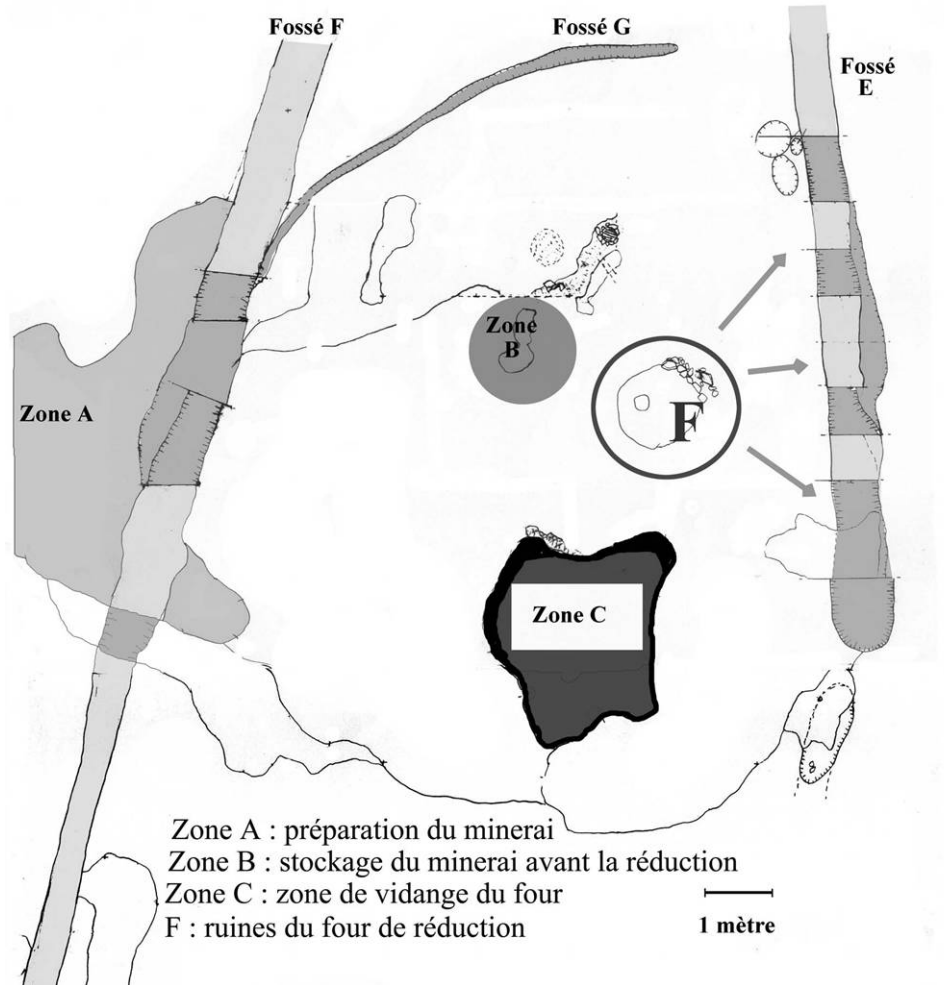 Fossé F
Fossé G
Fossé
E
Zone
B
Zone A
F
Zone C
Zone A : préparation du minerai
Zone B : stockage du minerai avant la réduction
Zone C : zone de vidange du four
F : ruines du four de réduction
1 mètre